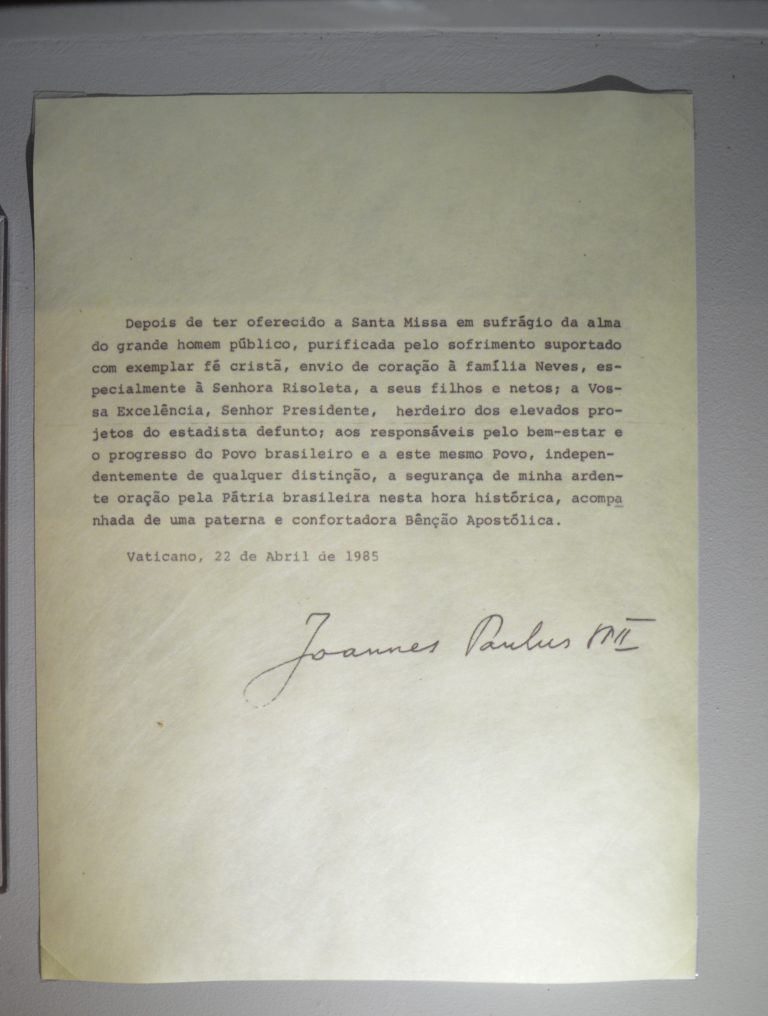 Depois de ter oferecido a Santa Missa em sufrágio da alma
do grande homem público, purificada pelo sofrimento suportado
com exemplar fé cristã, envio de coração à família Neves, es-
pecialmente à Senhora Risoleta, a seus filhos e netos; a Vos-
sa Excelência, Senhor Presidente, herdeiro dos elevados pro-
jetos do estadista defunto; aos responsáveis pelo bem-estar e
o progresso do Povo brasileiro e a este mesmo Povo, indepen-
dentemente de qualquer distinção, a segurança de minha arden-
te oração pela Pátria brasileira nesta hora histórica, acompa
nhada de uma paterna e confortadora Bênção Apostólica.
Vaticano, 22 de Abril de 1985
Joannes Paulus PP II